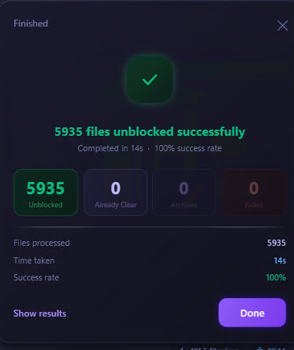 Finished
5935 files unblocked successfully
Completed in 14s · 100% success rate
5935 0 0 0
Unblocked Already Clear Archives Failed
Files processed 5935
Time taken 14s
Success rate 100%
Show results Done